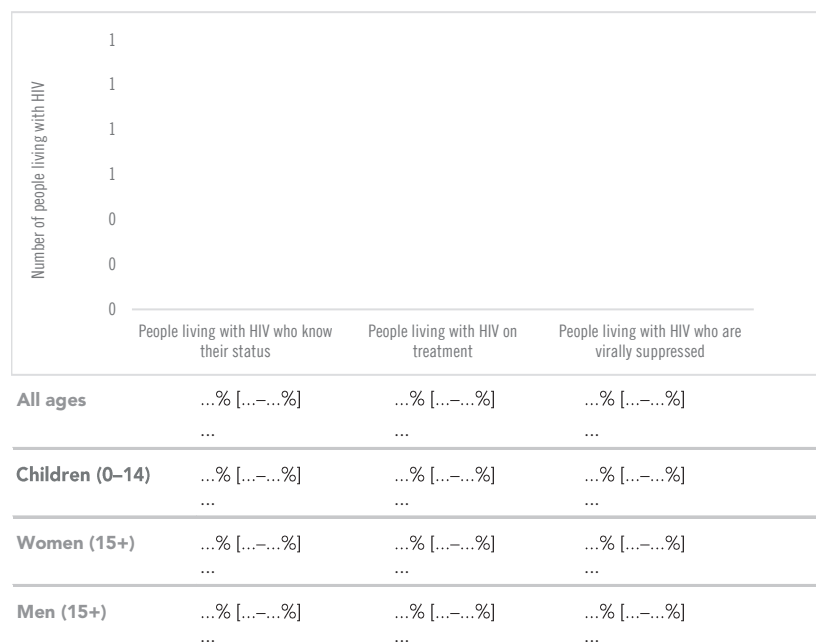 Number of people living with HIV
1
1
1
1
0
0
0
People living with HIV who know their status
People living with HIV on treatment
People living with HIV who are virally suppressed
All ages ...% [...–...%] ...% [...–...%] ...% [...–...%]
... ... ...
Children (0–14) ...% [...–...%] ...% [...–...%] ...% [...–...%]
... ... ...
Women (15+) ...% [...–...%] ...% [...–...%] ...% [...–...%]
... ... ...
Men (15+) ...% [...–...%] ...% [...–...%] ...% [...–...%]
... ... ...